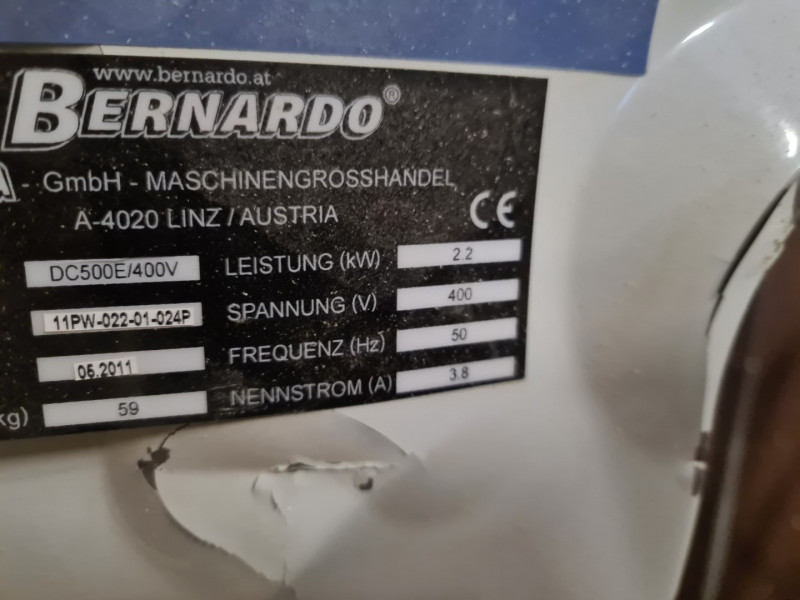 www.bernardo.at
BERNARDO®
- GmbH - MASCHINENGROSSHANDEL
A-4020 LINZ / AUSTRIA CE
DC500E/400V LEISTUNG (kW) 2.2
11PW-022-01-024P SPANNUNG (V) 400
05.2011 FREQUENZ (Hz) 50
kg) 59 NENNSTROM (A) 3.8